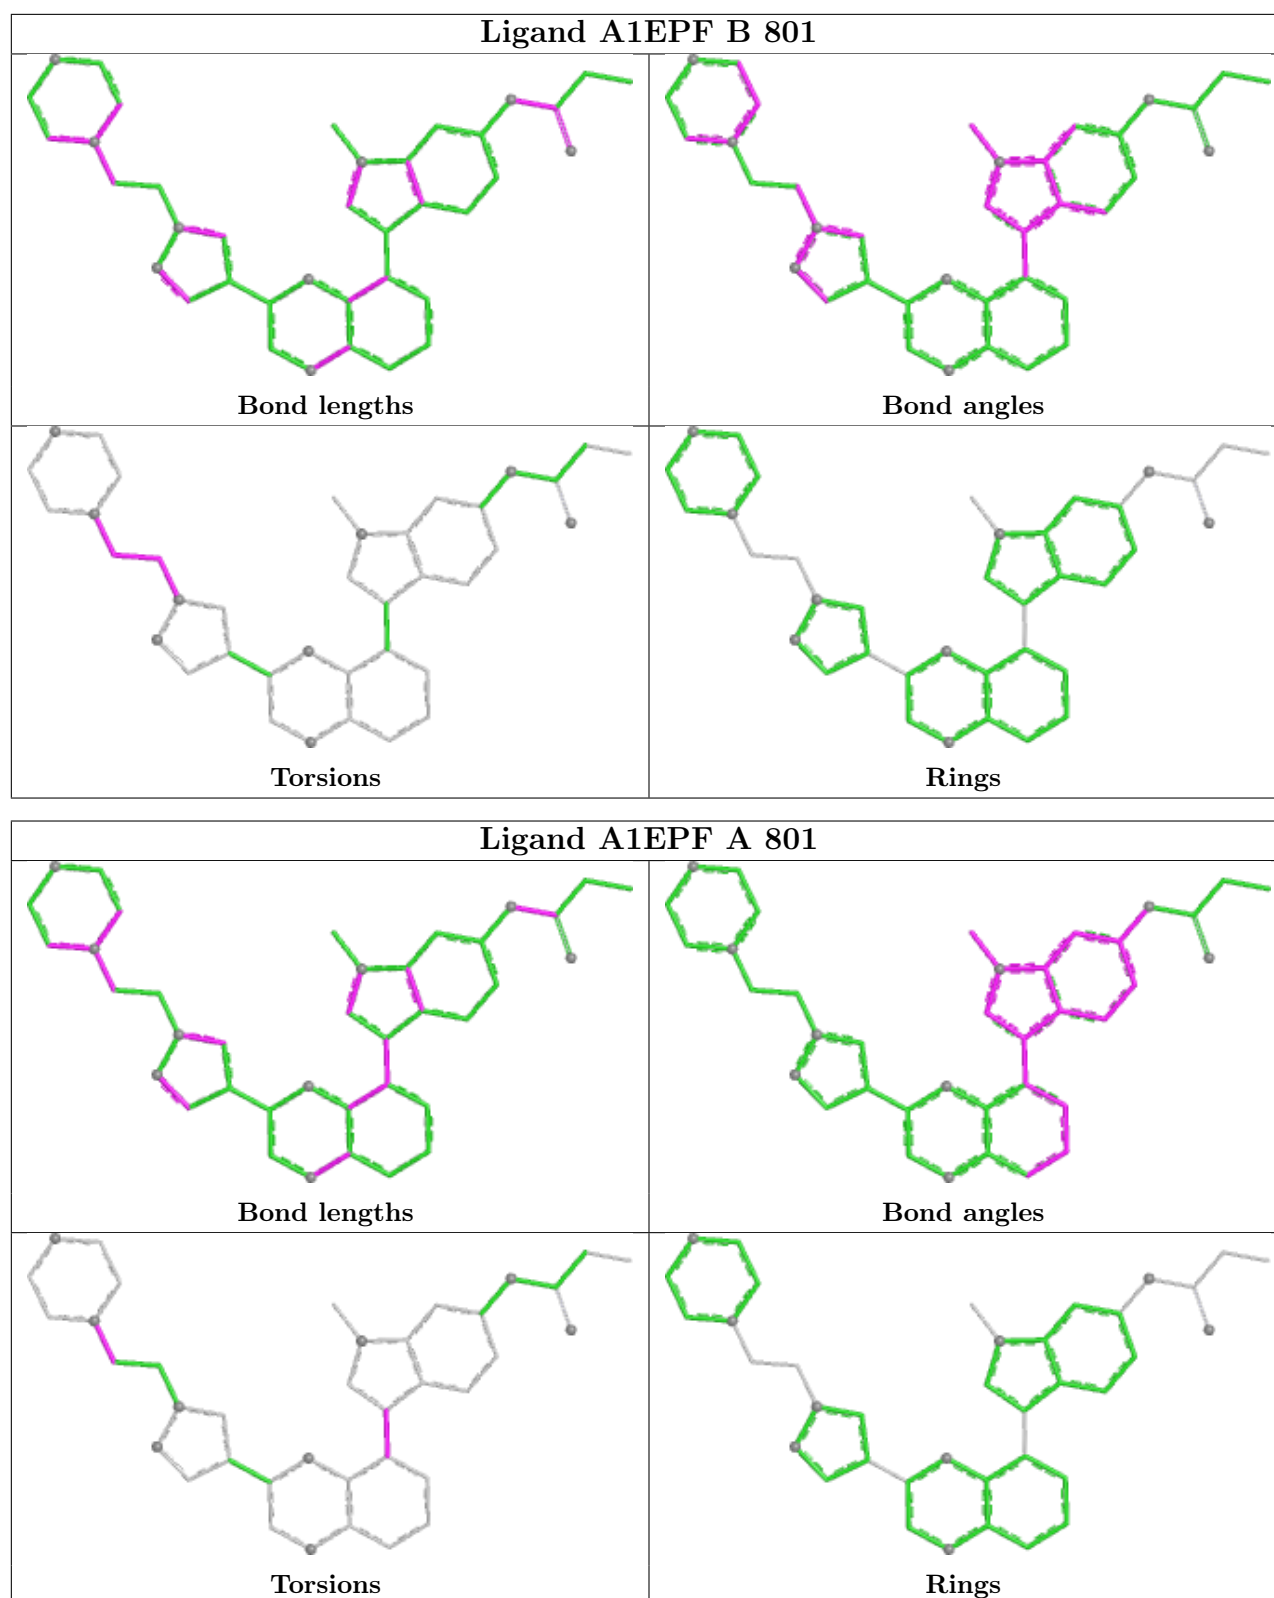 Ligand A1EPF B 801
Bond lengths
Bond angles
Torsions
Rings
Ligand A1EPF A 801
Bond lengths
Bond angles
Torsions
Rings